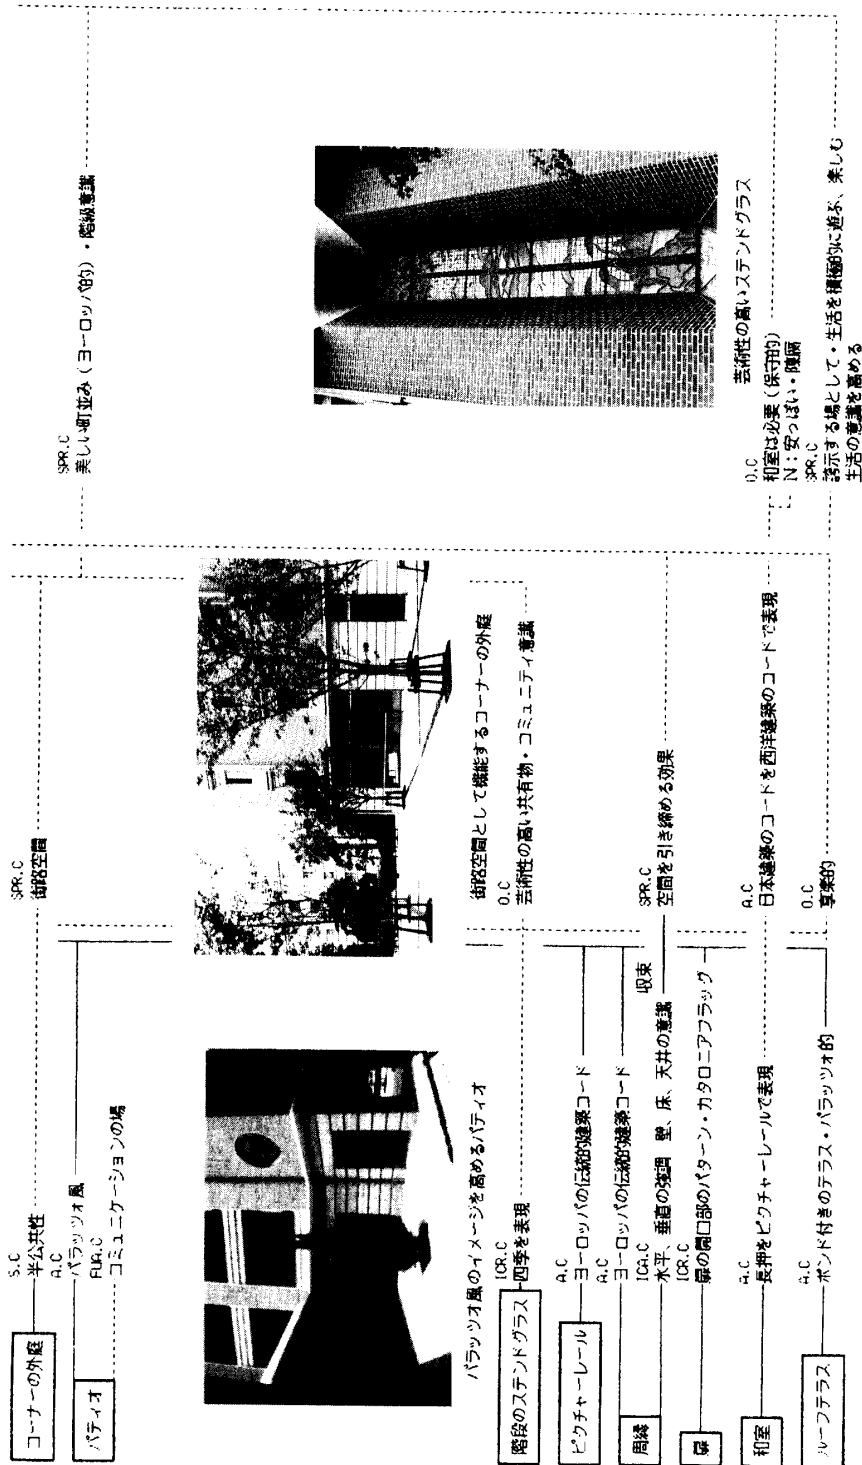 コーナーの外庭
S.C
半公共性
SPR.C
街路空間
SPR.C
美しい町並み(ヨーロッパ的)・階級意識
パティオ
A.C
パラッツォ風
FUA.C
コミュニケーションの場
パラッツオ風のイメージを高めるパティオ
街路空間として機能するコーナーの外庭
芸術性の高いステンドグラス
階段のステンドグラス
ICR.C
四季を表現
O.C
芸術性の高い共有物・コミュニティ意識
ピクチャーレール
A.C
ヨーロッパの伝統的建築コード
周縁
A.C
ヨーロッパの伝統的建築コード
ICA.C
水平、垂直の強調 壁、床、天井の意識
収束
SPR.C
空間を引き締める効果
扉
ICR.C
扉の開口部のパターン・カタロニアフラッグ
和室
A.C
長押をピクチャーレールで表現
A.C
日本建築のコードを西洋建築のコードで表現
O.C
和室は必要(保守的)
N:安っぽい・陳腐
ルーフテラス
A.C
ポンド付きのテラス・パラッツォ的
O.C
享楽的
SPR.C
誇示する場として・生活を積極的に遊ぶ、楽しむ
生活の意識を高める